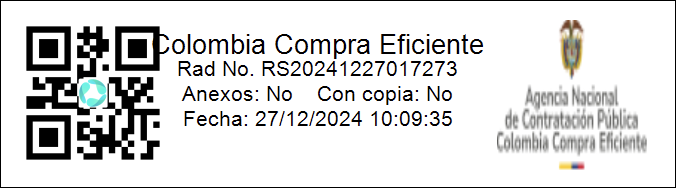 Colombia Compra Eficiente
Rad No. RS20241227017273
Anexos: No Con copia: No
Fecha: 27/12/2024 10:09:35
Agencia Nacional
de Contratación Pública
Colombia Compra Eficiente